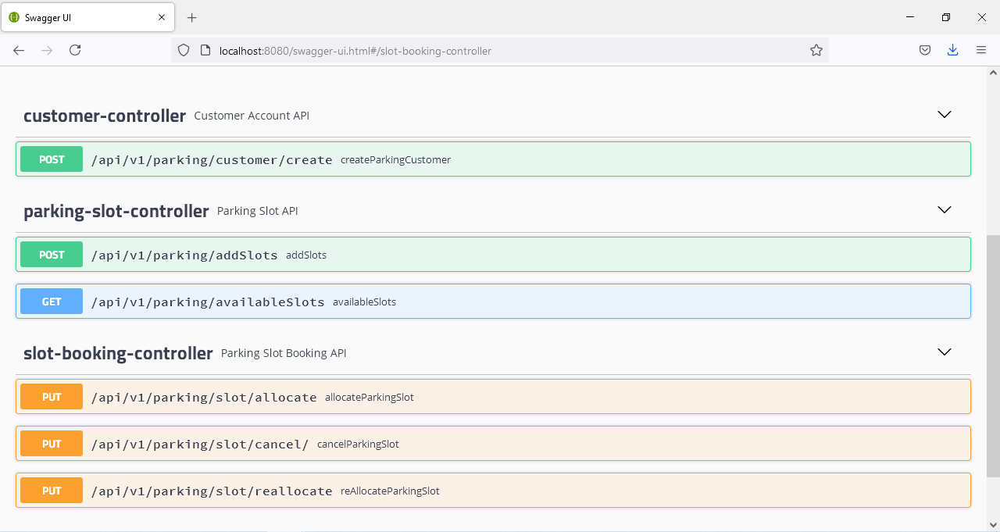 Swagger UI
localhost:8080/swagger-ui.html#/slot-booking-controller
customer-controller Customer Account API
POST /api/v1/parking/customer/create createParkingCustomer
parking-slot-controller Parking Slot API
POST /api/v1/parking/addSlots addSlots
GET /api/v1/parking/availableSlots availableSlots
slot-booking-controller Parking Slot Booking API
PUT /api/v1/parking/slot/allocate allocateParkingSlot
PUT /api/v1/parking/slot/cancel/ cancelParkingSlot
PUT /api/v1/parking/slot/reallocate reAllocateParkingSlot